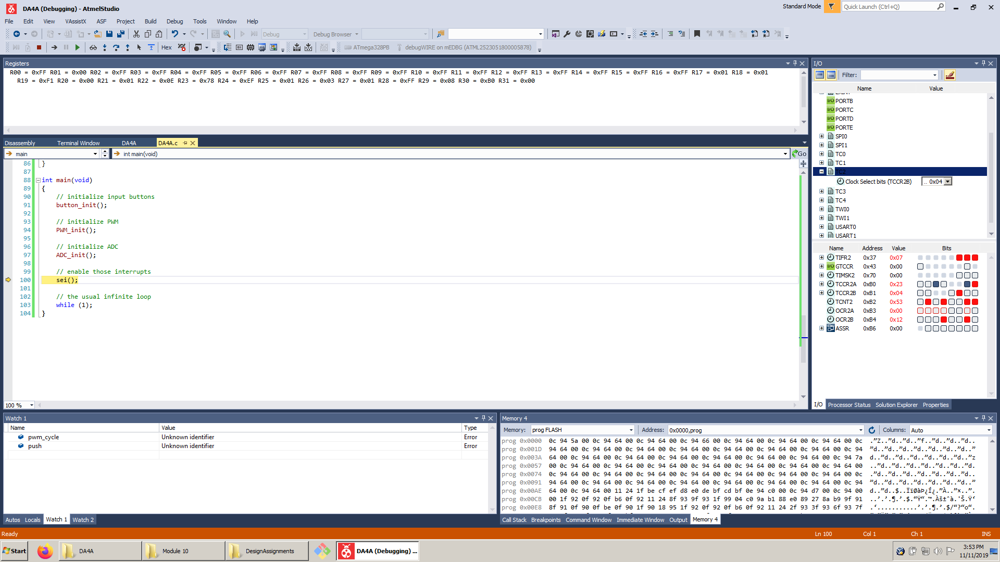 DA4A (Debugging) - AtmelStudio
Standard Mode
Quick Launch (Ctrl+Q)
File Edit View VAssistX ASF Project Build Debug Tools Window Help
Debug Debug Browser
Hex ATmega328PB debugWIRE on mEDBG (ATML2523051800005878)
Registers
R00 = 0xFF R01 = 0x00 R02 = 0xFF R03 = 0xFF R04 = 0xFF R05 = 0xFF R06 = 0xFF R07 = 0xFF R08 = 0xFF R09 = 0xFF R10 = 0xFF R11 = 0xFF R12 = 0xFF R13 = 0xFF R14 = 0xFF R15 = 0xFF R16 = 0xFF R17 = 0x01 R18 = 0x01
R19 = 0xF1 R20 = 0x00 R21 = 0x01 R22 = 0x0E R23 = 0x78 R24 = 0xEF R25 = 0x01 R26 = 0x03 R27 = 0x01 R28 = 0xFF R29 = 0x08 R30 = 0xB0 R31 = 0x00
Disassembly Terminal Window DA4A DA4A.c
main int main(void) Go
86 }
87
88 int main(void)
89 {
90 // initialize input buttons
91 button_init();
92
93 // initialize PWM
94 PWM_init();
95
96 // initialize ADC
97 ADC_init();
98
99 // enable those interrupts
100 sei();
101
102 // the usual infinite loop
103 while (1);
104 }
100 %
I/O
Filter:
Name Value
PORTB
PORTC
PORTD
PORTE
SPI0
SPI1
TC0
TC1
TC2
Clock Select bits (TCCR2B) .. 0x04
TC3
TC4
TWI0
TWI1
USART0
USART1
Name Address Value Bits
TIFR2 0x37 0x07
GTCCR 0x43 0x00
TIMSK2 0x70 0x00
TCCR2A 0xB0 0x23
TCCR2B 0xB1 0x04
TCNT2 0xB2 0x53
OCR2A 0xB3 0x00
OCR2B 0xB4 0x12
ASSR 0xB6 0x00
I/O Processor Status Solution Explorer Properties
Watch 1
Name Value Type
pwm_cycle Unknown identifier Error
push Unknown identifier Error
Autos Locals Watch 1 Watch 2
Memory 4
Memory: prog FLASH Address: 0x0000,prog Columns: Auto
prog 0x0000 0c 94 5a 00 0c 94 64 00 0c 94 64 00 0c 94 66 00 0c 94 64 00 0c 94 64 00 0c 94 64 00 0c .”Z..”d..”d..”f..”d..”d..”d..
prog 0x001D 94 64 00 0c 94 64 00 0c 94 64 00 0c 94 64 00 0c 94 64 00 0c 94 64 00 0c 94 64 00 0c 94 ”d..”d..”d..”d..”d..”d..”d..”
prog 0x003A 64 00 0c 94 64 00 0c 94 64 00 0c 94 64 00 0c 94 64 00 0c 94 64 00 0c 94 64 00 0c 94 7a d..”d..”d..”d..”d..”d..”d..”z
prog 0x0057 00 0c 94 64 00 0c 94 64 00 0c 94 64 00 0c 94 64 00 0c 94 64 00 0c 94 64 00 0c 94 64 00 ..”d..”d..”d..”d..”d..”d..”d.
prog 0x0074 0c 94 64 00 0c 94 64 00 0c 94 64 00 0c 94 64 00 0c 94 64 00 0c 94 64 00 0c 94 64 00 0c .”d..”d..”d..”d..”d..”d..”d..
prog 0x0091 94 64 00 0c 94 64 00 0c 94 64 00 0c 94 64 00 0c 94 64 00 0c 94 64 00 0c 94 64 00 0c 94 ”d..”d..”d..”d..”d..”d..”d..”
prog 0x00AE 64 00 0c 94 64 00 11 24 1f be cf ef d8 e0 de bf cd bf 0e 94 c0 00 0c 94 d7 00 0c 94 00 d..”d..$.¾ÏïØàÞ¿Í¿.”À..”×..”.
prog 0x00CB 00 1f 92 0f 92 0f b6 0f 92 11 24 8f 93 9f 93 1f 99 04 c0 9a b1 88 e0 89 27 8a b9 9f 91
prog 0x00E8 8f 91 0f 90 0f be 0f 90 1f 90 18 95 1f 92 0f 92 0f b6 0f 92 11 24 2f 93 3f 93 6f 93 7f
Call Stack Breakpoints Command Window Immediate Window Output Memory 4
Ready Ln 100 Col 1 Ch 1 INS
Start DA4A Module 10 DesignAssignments DA4A (Debugging) ...
3:53 PM
11/11/2019